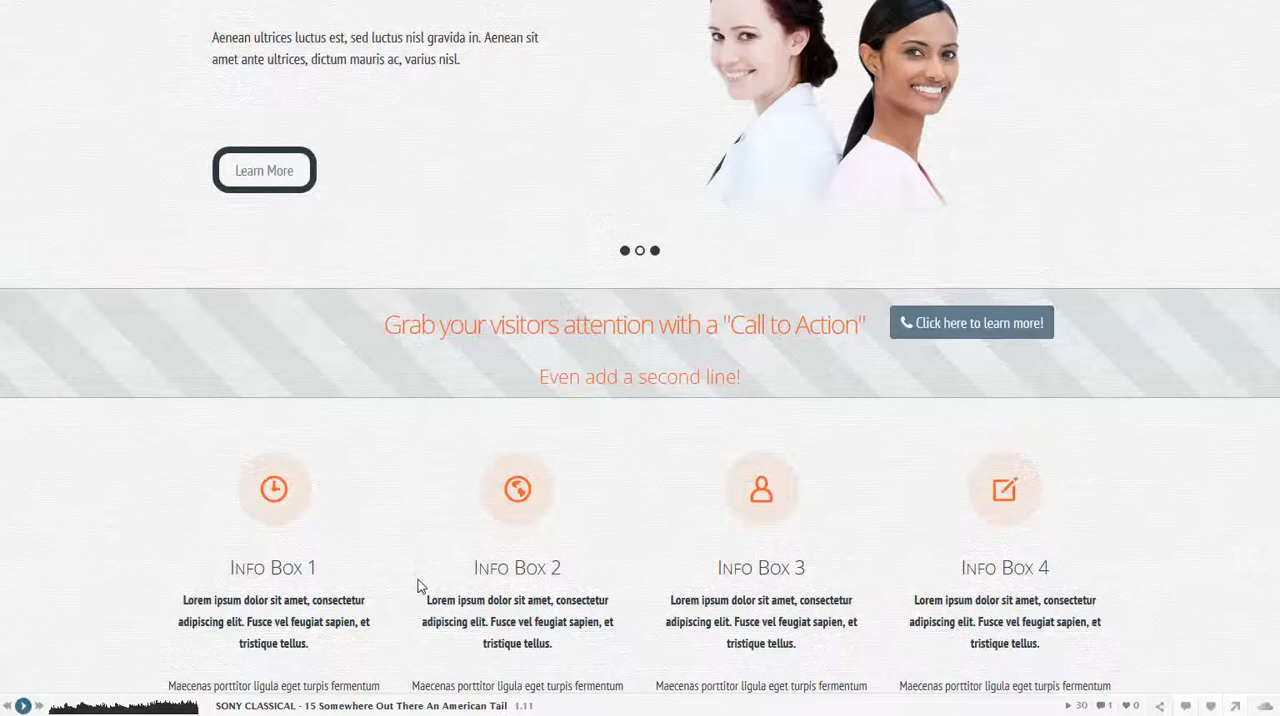 Aenean ultrices luctus est, sed luctus nisl gravida in. Aenean sit
amet ante ultrices, dictum mauris ac, varius nisl.
Learn More
Grab your visitors attention with a "Call to Action"
Click here to learn more!
Even add a second line!
Info Box 1
Lorem ipsum dolor sit amet, consectetur
adipiscing elit. Fusce vel feugiat sapien, et
tristique tellus.
Maecenas porttitor ligula eget turpis fermentum
Info Box 2
Lorem ipsum dolor sit amet, consectetur
adipiscing elit. Fusce vel feugiat sapien, et
tristique tellus.
Maecenas porttitor ligula eget turpis fermentum
Info Box 3
Lorem ipsum dolor sit amet, consectetur
adipiscing elit. Fusce vel feugiat sapien, et
tristique tellus.
Maecenas porttitor ligula eget turpis fermentum
Info Box 4
Lorem ipsum dolor sit amet, consectetur
adipiscing elit. Fusce vel feugiat sapien, et
tristique tellus.
Maecenas porttitor ligula eget turpis fermentum
SONY CLASSICAL - 15 Somewhere Out There An American Tail 1.11
30 1 0